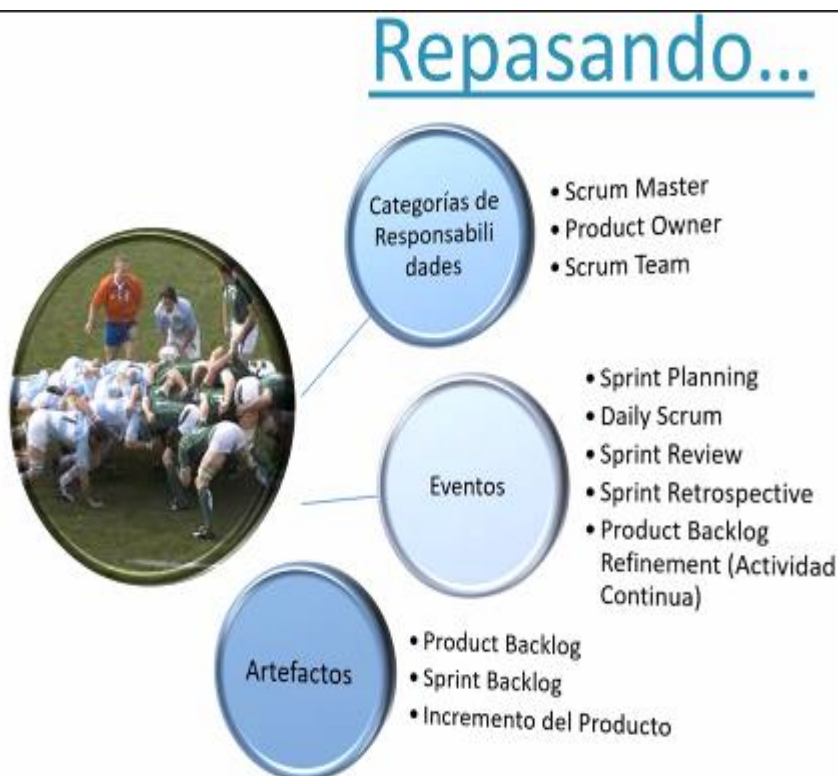 Repasando...
Categorías de
Responsabili
dades
• Scrum Master
• Product Owner
• Scrum Team
Eventos
• Sprint Planning
• Daily Scrum
• Sprint Review
• Sprint Retrospective
• Product Backlog
Refinement (Actividad
Continua)
Artefactos
• Product Backlog
• Sprint Backlog
• Incremento del Producto